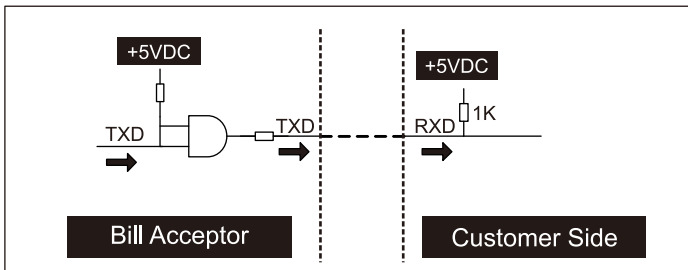 +5VDC
+5VDC
1K
TXD
TXD
RXD
Bill Acceptor
Customer Side